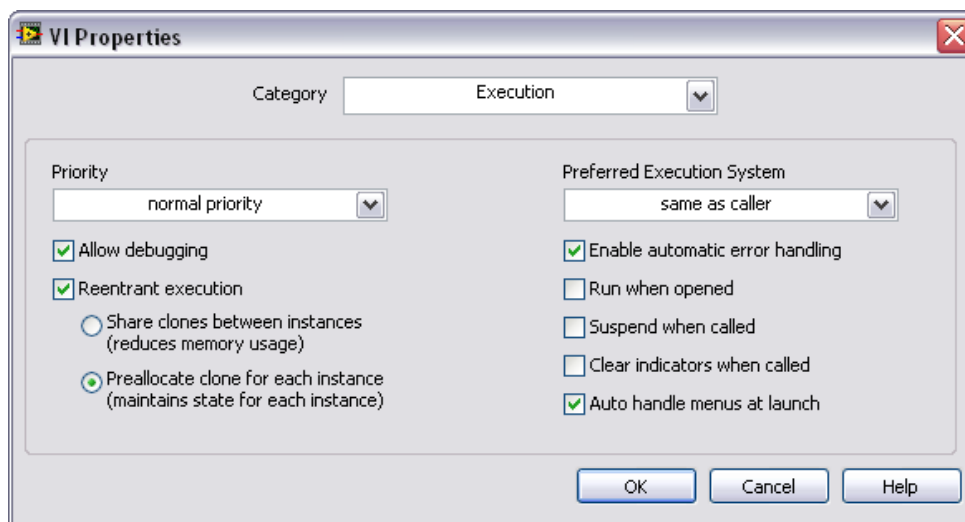 VI Properties
Category
Execution
Priority
normal priority
Allow debugging
Reentrant execution
Share clones between instances
(reduces memory usage)
Preallocate clone for each instance
(maintains state for each instance)
Preferred Execution System
same as caller
Enable automatic error handling
Run when opened
Suspend when called
Clear indicators when called
Auto handle menus at launch
OK
Cancel
Help